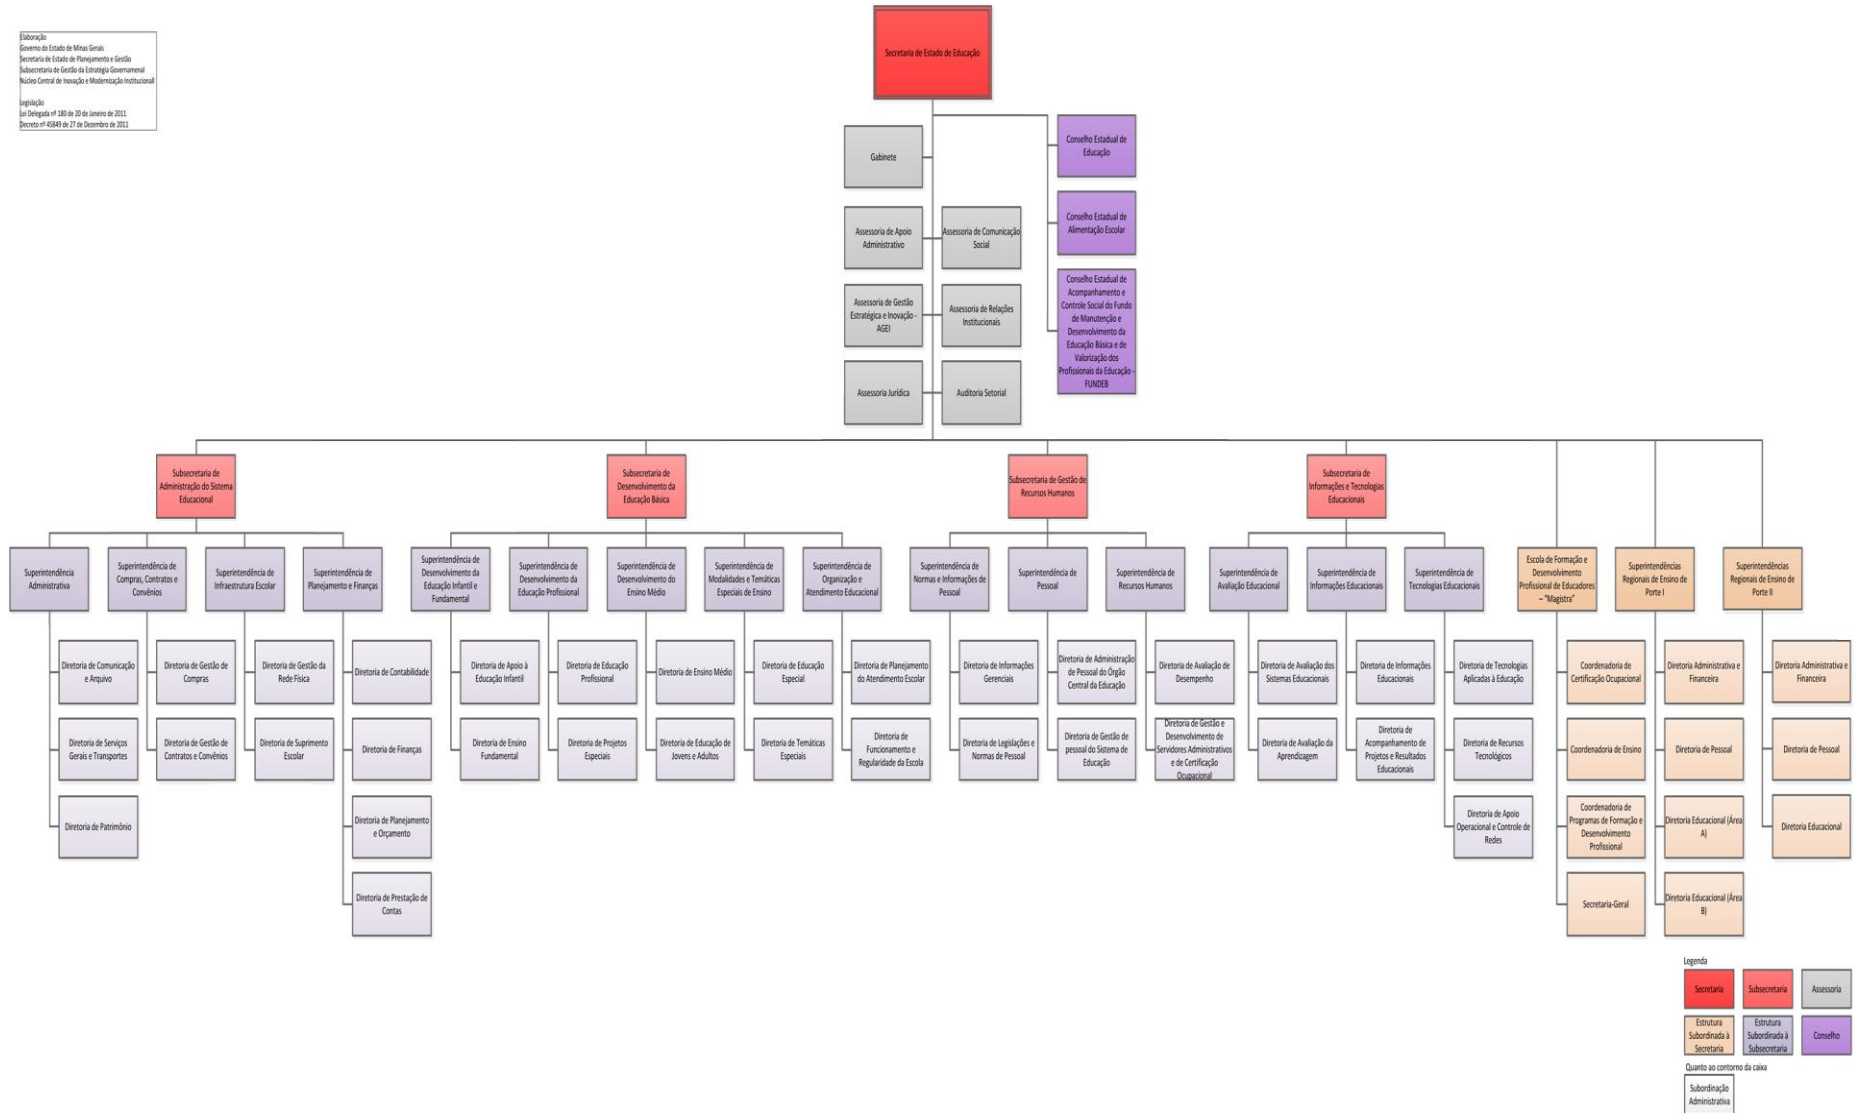 Elaboração
Governo do Estado de Minas Gerais
Secretaria de Estado de Planejamento e Gestão
Subsecretaria de Gestão da Estratégia Governamenal
Núcleo Central de Inovação e Modernização Institucionall
Legislação
Lei Delegada nº 180 de 20 de Janeiro de 2011
Decreto nº 45849 de 27 de Dezembro de 2011
Secretaria de Estado de Educação
Gabinete
Conselho Estadual de
Educação
Assessoria de Apoio
Administrativo
Assessoria de Comunicação
Social
Conselho Estadual de
Alimentação Escolar
Assessoria de Gestão
Estratégica e Inovação -
AGEI
Assessoria de Relações
Institucionais
Conselho Estadual de
Acompanhamento e
Controle Social do Fundo
de Manutenção e
Desenvolvimento da
Educação Básica e de
Valorização dos
Profissionais da Educação -
FUNDEB
Assessoria Jurídica
Auditoria Setorial
Subsecretaria de
Administração do Sistema
Educacional
Subsecretaria de
Desenvolvimento da
Educação Básica
Subsecretaria de Gestão de
Recursos Humanos
Subsecretaria de
Informações e Tecnologias
Educacionais
Superintendência
Administrativa
Superintendência de
Compras, Contratos e
Convênios
Superintendência de
Infraestrutura Escolar
Superintendência de
Planejamento e Finanças
Superintendência de
Desenvolvimento da
Educação Infantil e
Fundamental
Superintendência de
Desenvolvimento da
Educação Profissional
Superintendência de
Desenvolvimento do
Ensino Médio
Superintendência de
Modalidades e Temáticas
Especiais de Ensino
Superintendência de
Organização e
Atendimento Educacional
Superintendência de
Normas e Informações de
Pessoal
Superintendência de
Pessoal
Superintendência de
Recursos Humanos
Superintendência de
Avaliação Educacional
Superintendência de
Informações Educacionais
Superintendência de
Tecnologias Educacionais
Escola de Formação e
Desenvolvimento
Profissional de Educadores
– “Magistra”
Superintendências
Regionais de Ensino de
Porte I
Superintendências
Regionais de Ensino de
Porte II
Diretoria de Comunicação
e Arquivo
Diretoria de Gestão de
Compras
Diretoria de Gestão da
Rede Física
Diretoria de Contabilidade
Diretoria de Apoio à
Educação Infantil
Diretoria de Educação
Profissional
Diretoria de Ensino Médio
Diretoria de Educação
Especial
Diretoria de Planejamento
do Atendimento Escolar
Diretoria de Informações
Gerenciais
Diretoria de Administração
de Pessoal do Órgão
Central da Educação
Diretoria de Avaliação de
Desempenho
Diretoria de Avaliação dos
Sistemas Educacionais
Diretoria de Informações
Educacionais
Diretoria de Tecnologias
Aplicadas à Educação
Coordenadoria de
Certificação Ocupacional
Diretoria Administrativa e
Financeira
Diretoria Administrativa e
Financeira
Diretoria de Serviços
Gerais e Transportes
Diretoria de Gestão de
Contratos e Convênios
Diretoria de Suprimento
Escolar
Diretoria de Finanças
Diretoria de Ensino
Fundamental
Diretoria de Projetos
Especiais
Diretoria de Educação de
Jovens e Adultos
Diretoria de Temáticas
Especiais
Diretoria de
Funcionamento e
Regularidade da Escola
Diretoria de Legislações e
Normas de Pessoal
Diretoria de Gestão de
pessoal do Sistema de
Educação
Diretoria de Gestão e
Desenvolvimento de
Servidores Administrativos
e de Certificação
Ocupacional
Diretoria de Avaliação da
Aprendizagem
Diretoria de
Acompanhamento de
Projetos e Resultados
Educacionais
Diretoria de Recursos
Tecnológicos
Coordenadoria de Ensino
Diretoria de Pessoal
Diretoria de Pessoal
Diretoria de Patrimônio
Diretoria de Planejamento
e Orçamento
Diretoria de Apoio
Operacional e Controle de
Redes
Coordenadoria de
Programas de Formação e
Desenvolvimento
Profissional
Diretoria Educacional (Área
A)
Diretoria Educacional
Diretoria de Prestação de
Contas
Secretaria-Geral
Diretoria Educacional (Área
B)
Legenda
Secretaria
Subsecretaria
Assessoria
Estrutura
Subordinada à
Secretaria
Estrutura
Subordinada à
Subsecretaria
Conselho
Quanto ao contorno da caixa
Subordinação
Administrativa